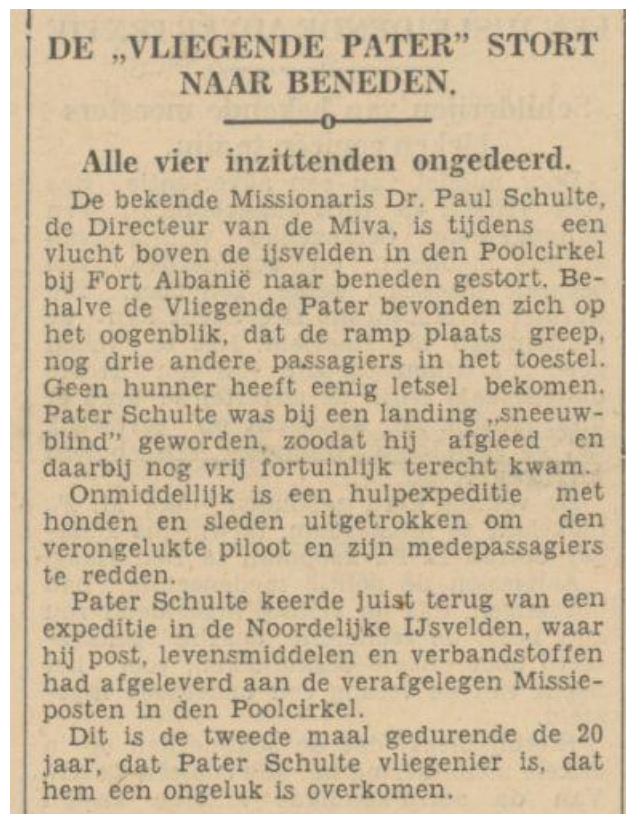 DE „VLIEGENDE PATER” STORT
NAAR BENEDEN.
Alle vier inzittenden ongedeerd.
De bekende Missionaris Dr. Paul Schulte,
de Directeur van de Miva, is tijdens een
vlucht boven de ijsvelden in den Poolcirkel
bij Fort Albanië naar beneden gestort. Be-
halve de Vliegende Pater bevonden zich op
het oogenblik, dat de ramp plaats greep,
nog drie andere passagiers in het toestel.
Geen hunner heeft eenig letsel bekomen.
Pater Schulte was bij een landing „sneeuw-
blind” geworden, zoodat hij afgleed en
daarbij nog vrij fortuinlijk terecht kwam.
Onmiddellijk is een hulpexpeditie met
honden en sleden uitgetrokken om den
verongelukte piloot en zijn medepassagiers
te redden.
Pater Schulte keerde juist terug van een
expeditie in de Noordelijke IJsvelden, waar
hij post, levensmiddelen en verbandstoffen
had afgeleverd aan de verafgelegen Missie-
posten in den Poolcirkel.
Dit is de tweede maal gedurende de 20
jaar, dat Pater Schulte vliegenier is, dat
hem een ongeluk is overkomen.